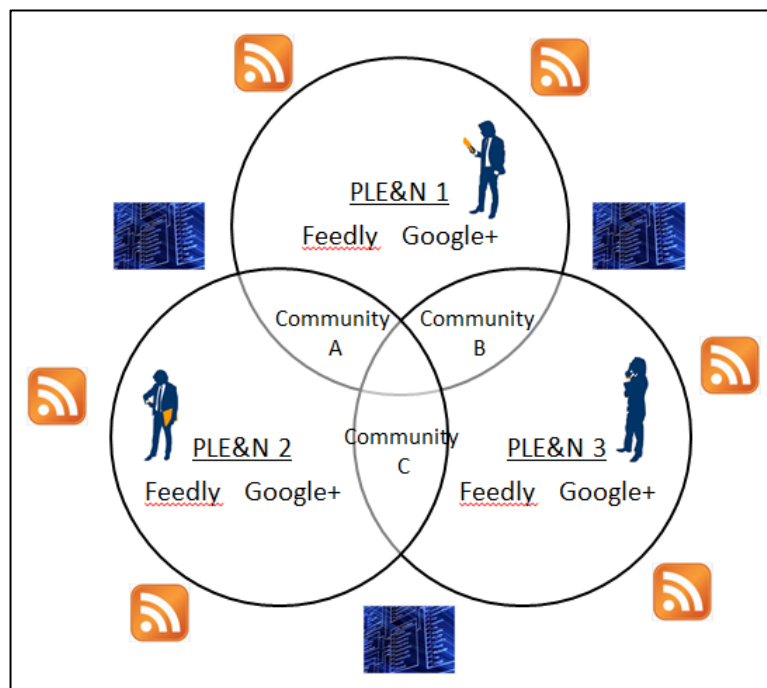 PLE&N 1
Feedly Google+
Community
A
Community
B
PLE&N 2
Feedly Google+
Community
C
PLE&N 3
Feedly Google+